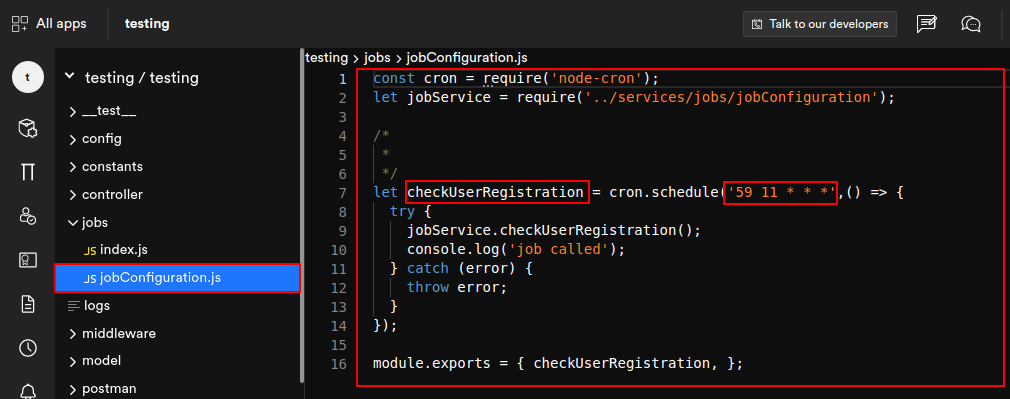 All apps
testing
Talk to our developers
t
testing / testing
__test__
config
constants
controller
jobs
JS index.js
JS jobConfiguration.js
logs
middleware
model
postman
testing > jobs > jobConfiguration.js
1 const cron = require('node-cron');
2 let jobService = require('../services/jobs/jobConfiguration');
3
4 /*
5  *
6  */
7 let checkUserRegistration = cron.schedule('59 11 * * *',() => {
8   try {
9     jobService.checkUserRegistration();
10     console.log('job called');
11   } catch (error) {
12     throw error;
13   }
14 });
15
16 module.exports = { checkUserRegistration, };